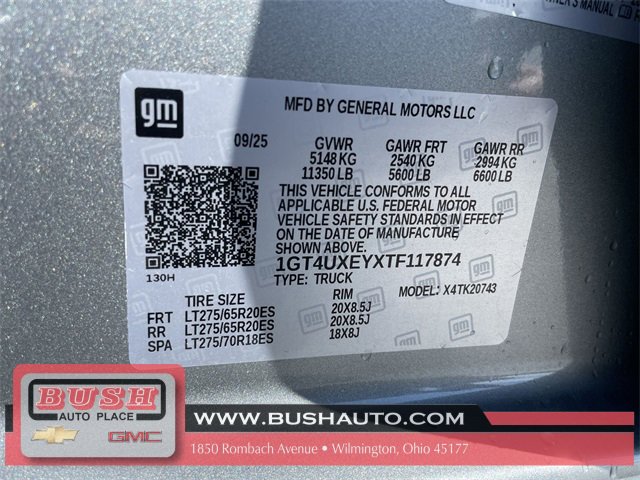 NER'S MANUAL
gm
MFD BY GENERAL MOTORS LLC
09/25 GVWR GAWR FRT GAWR RR
5148 KG 2540 KG 2994 KG
11350 LB 5600 LB 6600 LB
THIS VEHICLE CONFORMS TO ALL
APPLICABLE U.S. FEDERAL MOTOR
VEHICLE SAFETY STANDARDS IN EFFECT
ON THE DATE OF MANUFACTURE
SHOWN ABOVE.
130H
1GT4UXEYXTF117874
TYPE: TRUCK MODEL: X4TK20743
TIRE SIZE RIM
FRT LT275/65R20ES 20X8.5J
RR LT275/65R20ES 20X8.5J
SPA LT275/70R18ES 18X8J
BUSH
AUTO PLACE
CHEVROLET GMC
WWW.BUSHAUTO.COM
1850 Rombach Avenue • Wilmington, Ohio 45177